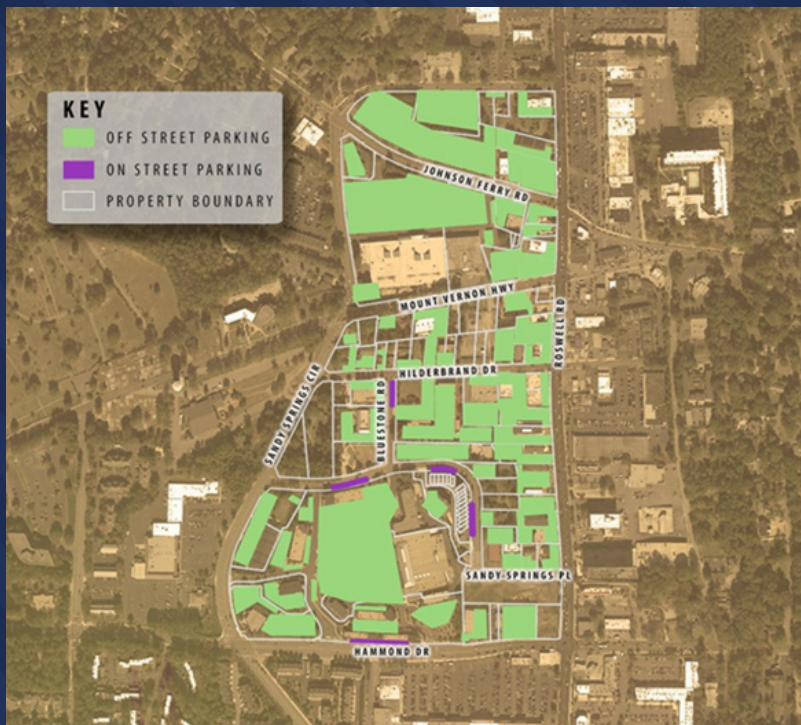 KEY
OFF STREET PARKING
ON STREET PARKING
PROPERTY BOUNDARY
JOHNSON FERRY RD
MOUNT VERNON HWY
ROSWELL RD
HILDERBRAND DR
SANDY SPRINGS CIR
BLUESTONE RD
SANDY SPRINGS PL
HAMMOND DR